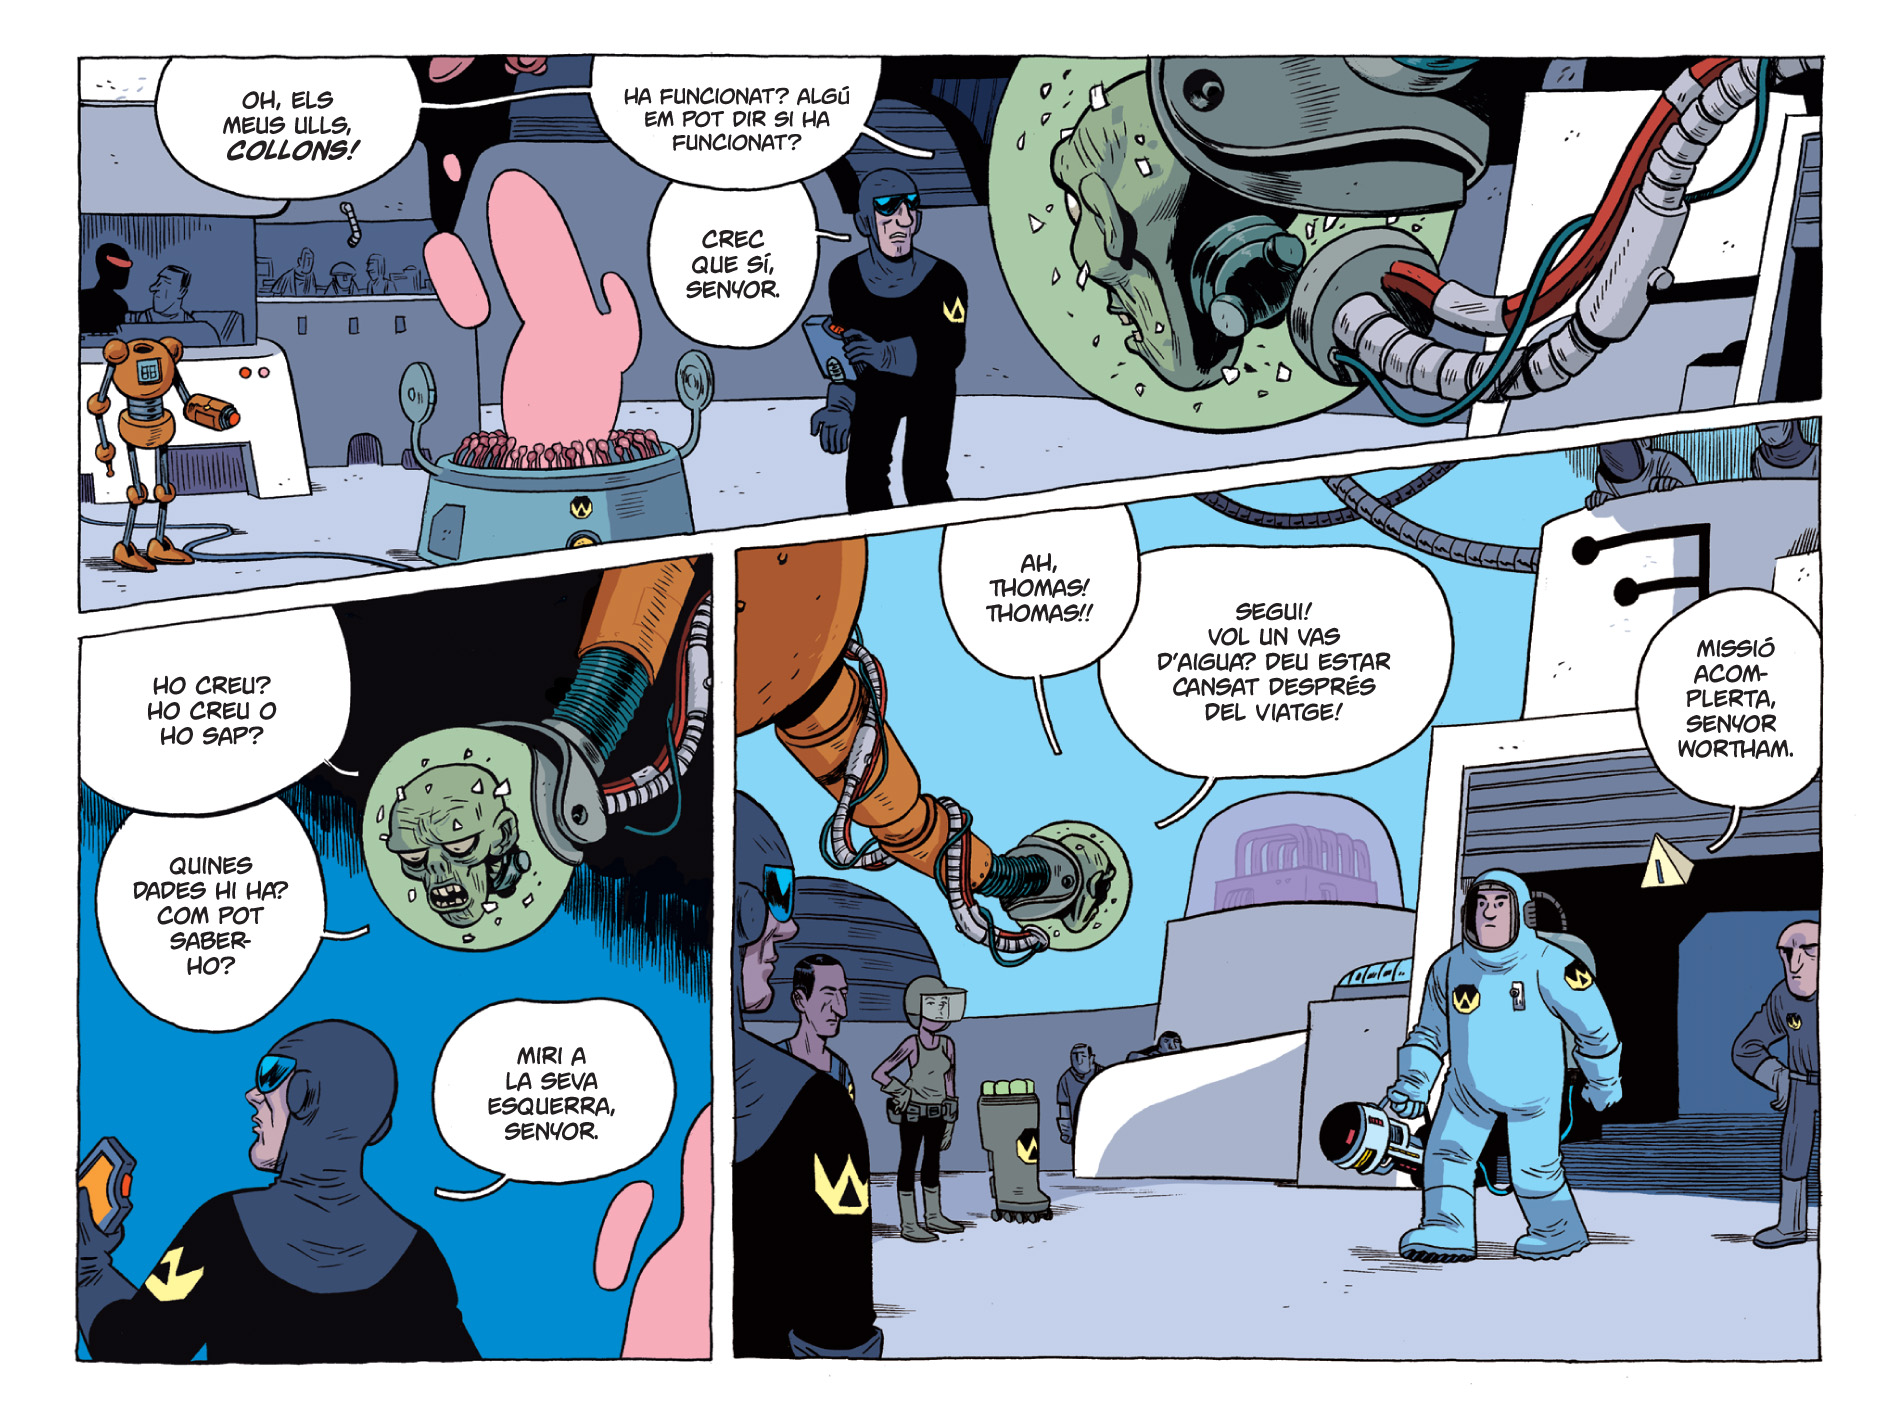 OH, ELS
MEUS ULLS,
COLLONS!
HA FUNCIONAT? ALGÚ
EM POT DIR SI HA
FUNCIONAT?
CREC
QUE SÍ,
SENYOR.
HO CREU?
HO CREU O
HO SAP?
QUINES
DADES HI HA?
COM POT
SABER-
HO?
MIRI A
LA SEVA
ESQUERRA,
SENYOR.
AH,
THOMAS!
THOMAS!!
SEGUI!
VOL UN VAS
D'AIGUA? DEU ESTAR
CANSAT DESPRÉS
DEL VIATGE!
MISSIÓ
ACOM-
PLERTA,
SENYOR
WORTHAM.